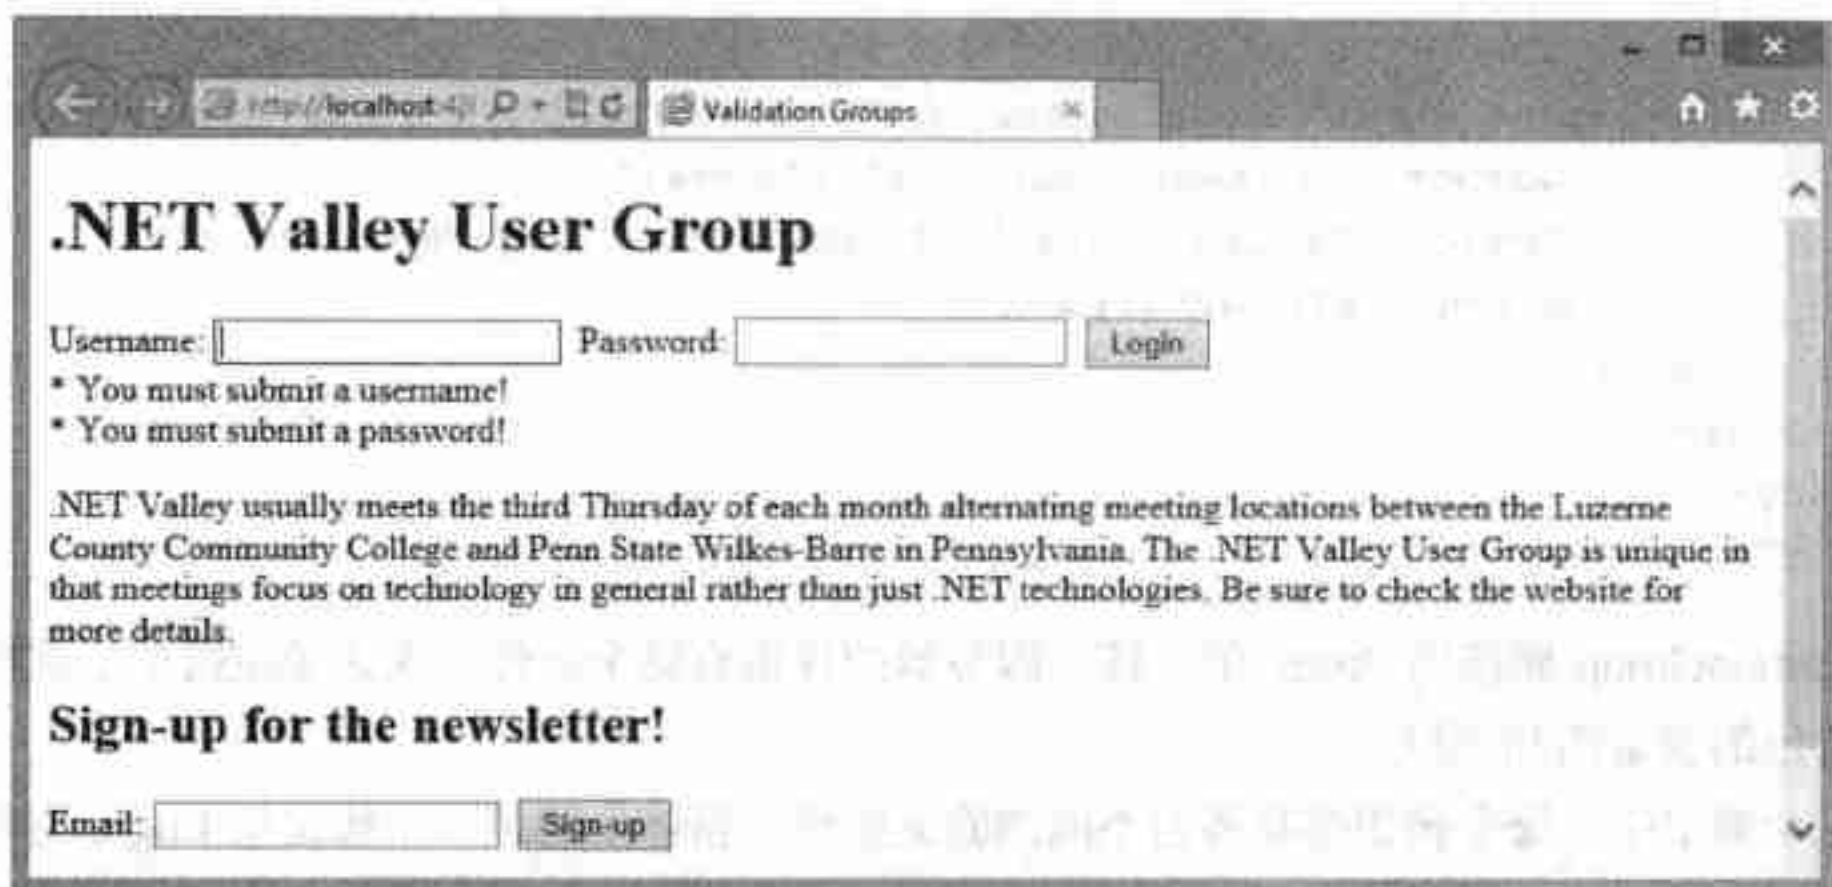 localhost
Validation Groups
.NET Valley User Group
Username: Password: Login
* You must submit a username!
* You must submit a password!
.NET Valley usually meets the third Thursday of each month alternating meeting locations between the Luzerne
County Community College and Penn State Wilkes-Barre in Pennsylvania. The .NET Valley User Group is unique in
that meetings focus on technology in general rather than just .NET technologies. Be sure to check the website for
more details.
Sign-up for the newsletter!
Email: Sign-up